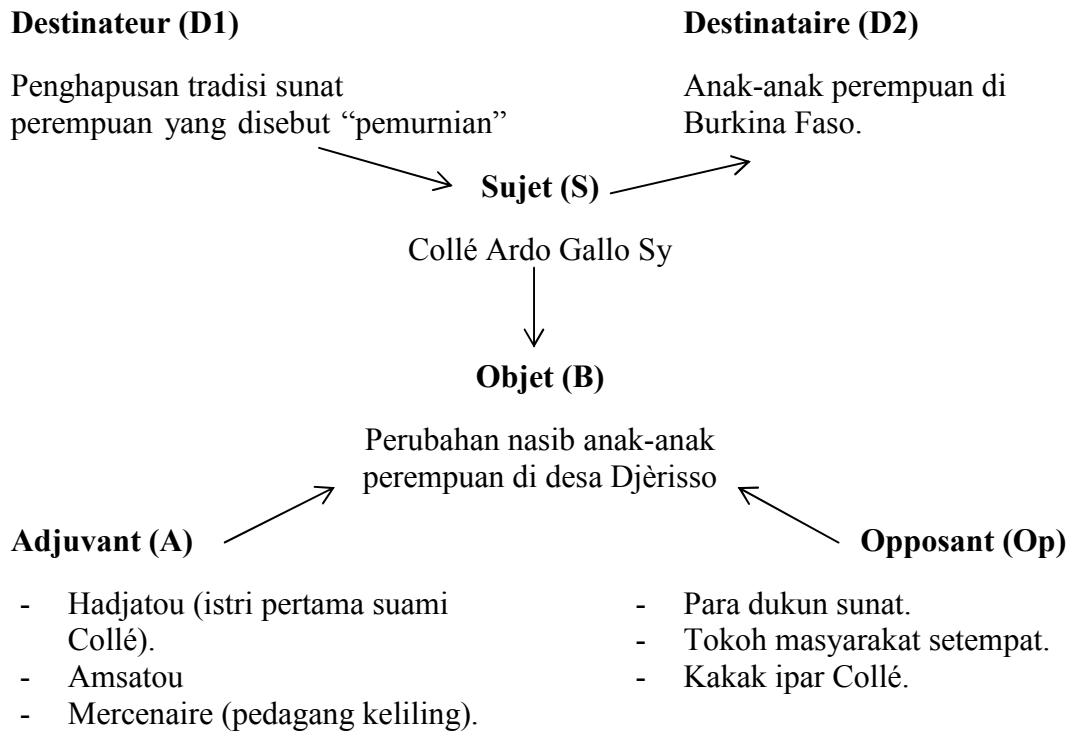 Destinateur (D1)
Destinataire (D2)
Penghapusan tradisi sunat
perempuan yang disebut “pemurnian”
Anak-anak perempuan di
Burkina Faso.
Sujet (S)
Collé Ardo Gallo Sy
Objet (B)
Perubahan nasib anak-anak
perempuan di desa Djèrisso
Adjuvant (A)
Opposant (Op)
- Hadjatou (istri pertama suami
Collé).
- Amsatou
- Mercenaire (pedagang keliling).
- Para dukun sunat.
- Tokoh masyarakat setempat.
- Kakak ipar Collé.